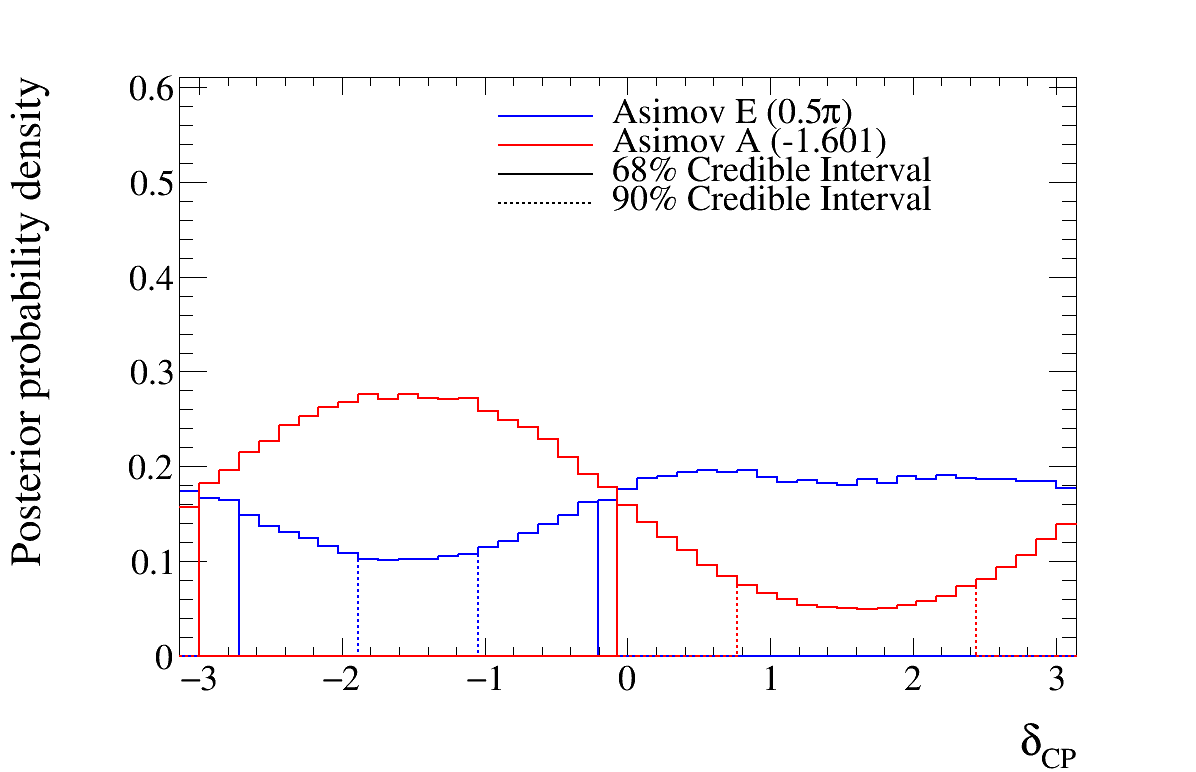 Posterior probability density
0.6
0.5
0.4
0.3
0.2
0.1
0
Asimov E (0.5π)
Asimov A (-1.601)
68% Credible Interval
90% Credible Interval
−3 −2 −1 0 1 2 3
δCP